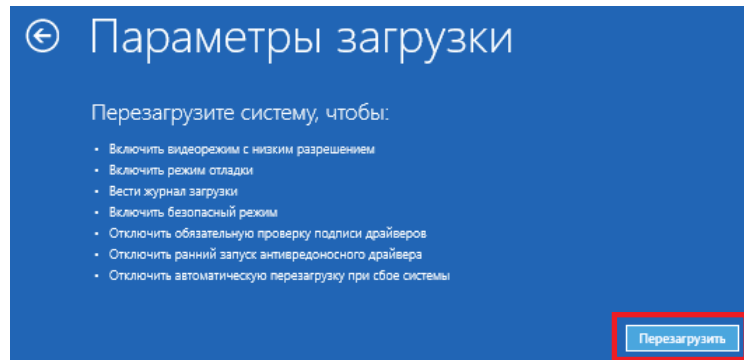 Параметры загрузки
Перезагрузите систему, чтобы:
• Включить видеорежим с низким разрешением
• Включить режим отладки
• Вести журнал загрузки
• Включить безопасный режим
• Отключить обязательную проверку подписи драйверов
• Отключить ранний запуск антивредоносного драйвера
• Отключить автоматическую перезагрузку при сбое системы
Перезагрузить